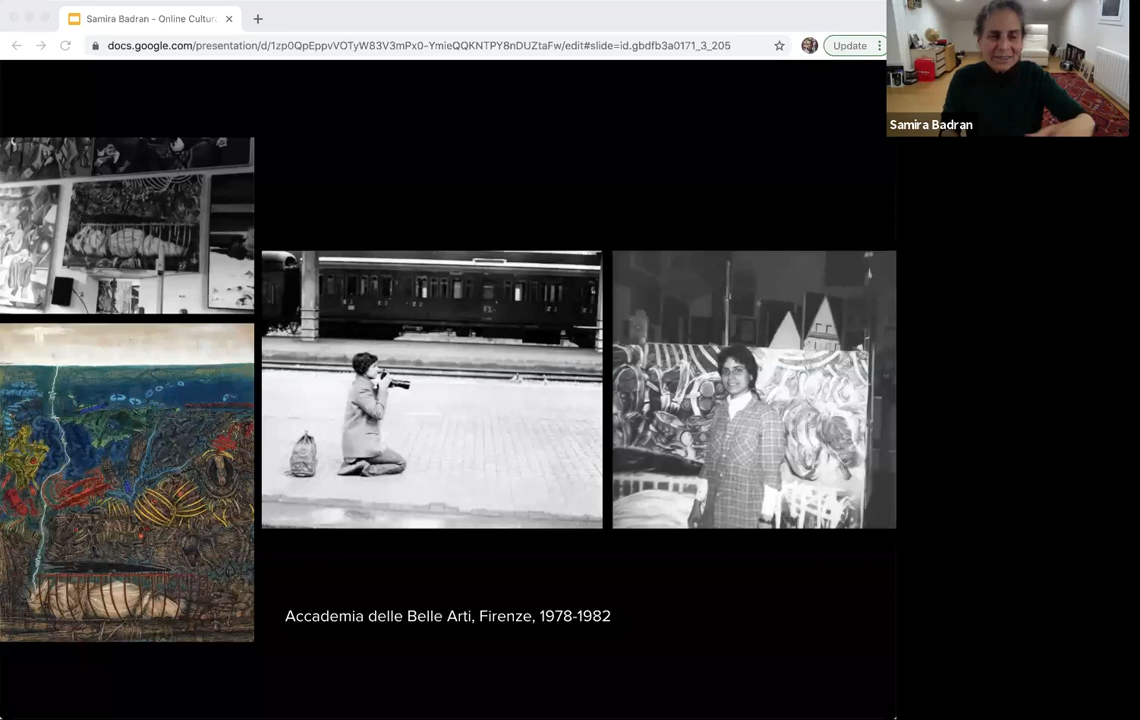 Samira Badran - Online Cultur
docs.google.com/presentation/d/1zp0QpEppvVOTyW83V3mPx0-YmieQQKNTPY8nDUZtaFw/edit#slide=id.gbdfb3a0171_3_205
Update
Samira Badran
Accademia delle Belle Arti, Firenze, 1978-1982